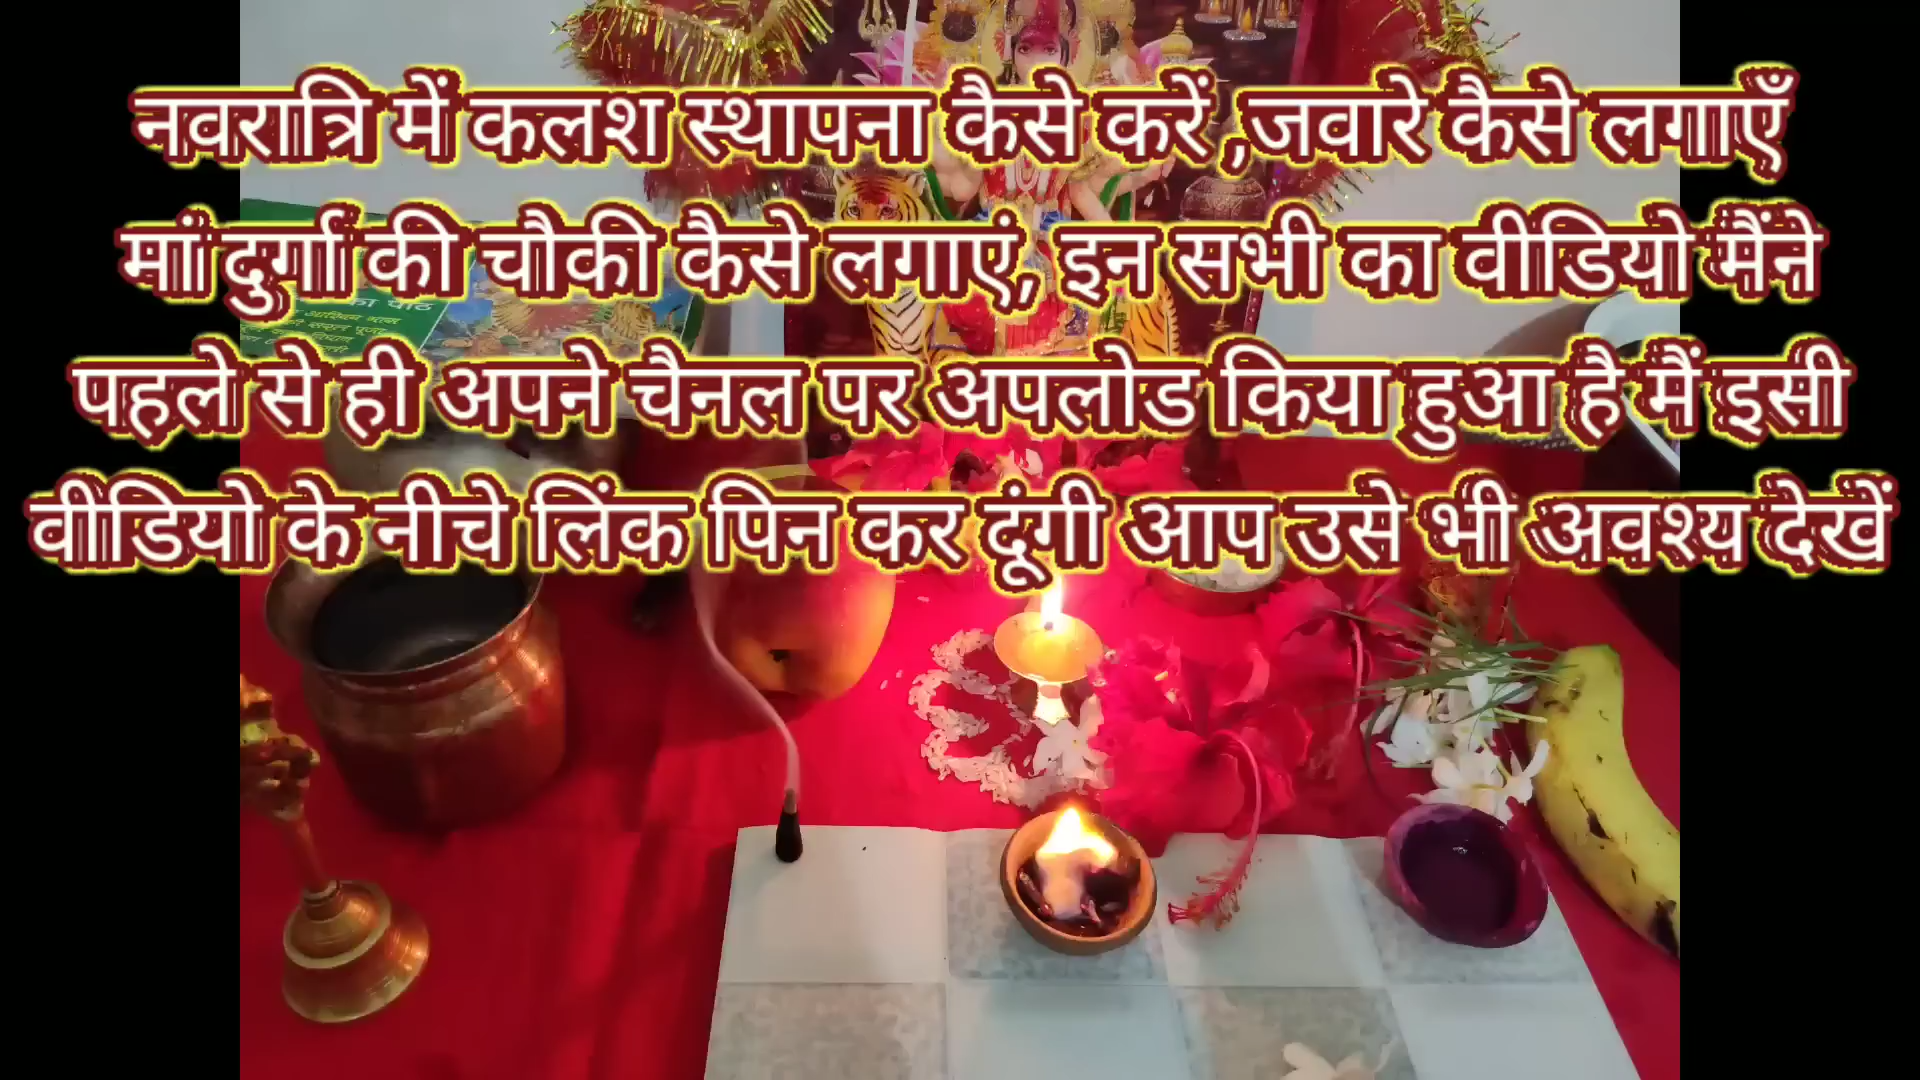 नवरात्रि में कलश स्थापना कैसे करें ,जवारे कैसे लगाएँ
मां दुर्गा की चौकी कैसे लगाएं, इन सभी का वीडियो मैंने
पहले से ही अपने चैनल पर अपलोड किया हुआ है मैं इसी
वीडियो के नीचे लिंक पिन कर दूंगी आप उसे भी अवश्य देखें
का पाठ